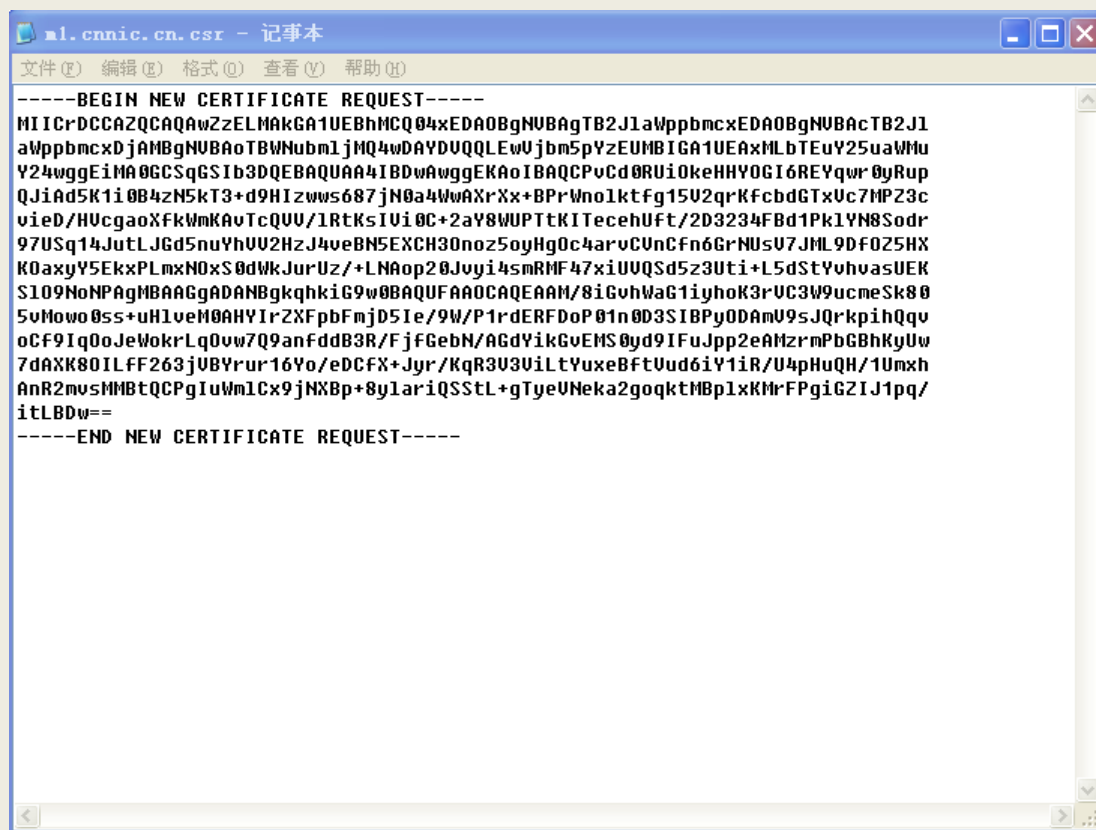 m1.cnnic.cn.csr - 记事本
文件(F) 编辑(E) 格式(O) 查看(V) 帮助(H)
-----BEGIN NEW CERTIFICATE REQUEST-----
MIICrDCCAZQCAQAwZzELMAkGA1UEBhMCQ04xEDAOBgNVBAgTB2JlaWppbmcxEDAOBgNVBAcTB2Jl
aWppbmcxDjAMBgNVBAoTBWNubmljMQ4wDAYDVQQLEwVjbm5pYzEUMBIGA1UEAxMLbTEuY25uaWMu
Y24wggEiMA0GCSqGSIb3DQEBAQUAA4IBDwAwggEKAoIBAQCPvCd0RUiOkeHHYOGI6REYqwr0yRup
QJiAd5K1i0B4zN5kT3+d9HIzwws687jN0a4WwAXrXx+BPrWnolktfg15V2qrKfcbdGTxVc7MPZ3c
vieD/HVcgaoXfkWmKAvTcQVV/lRtKsIVi0C+2aY8WUPTtKITecehUft/2D3234FBd1PklYN8Sodr
97USq14JutLJGd5nuYhVV2HzJ4veBN5EXCH3Onoz5oyHgOc4arvCVnCfn6GrNUsV7JML9DfOZ5HX
KOaxyY5EkxPLmxNOxS0dWkJurUz/+LNAop20Jvyi4smRMF47xiUVQSd5z3Uti+L5dStYvhvasUEK
SlO9NoNPAgMBAAGgADANBgkqhkiG9w0BAQUFAAOCAQEAAM/8iGvhWaG1iyhoK3rVC3W9ucmeSk80
5vMowo0ss+uHlveM0AHYIrZXFpbFmjD5Ie/9W/P1rdERFDoP01n0D3SIBPyODAmV9sJQrkpihQqv
oCf9IqOoJeWokrLqOvw7Q9anfddB3R/FjfGebN/AGdYikGvEMS0yd9IFuJpp2eAMzrmPbGBhKyUw
7dAXK8OILfF263jVBYrur16Yo/eDCfX+Jyr/KqR3V3ViLtYuxeBftVud6iY1iR/U4pHuQH/1Umxh
AnR2mvsMMBtQCPgIuWmlCx9jNXBp+8ylariQSStL+gTyeVNeka2goqktMBplxKMrFPgiGZIJ1pq/
itLBDw==
-----END NEW CERTIFICATE REQUEST-----